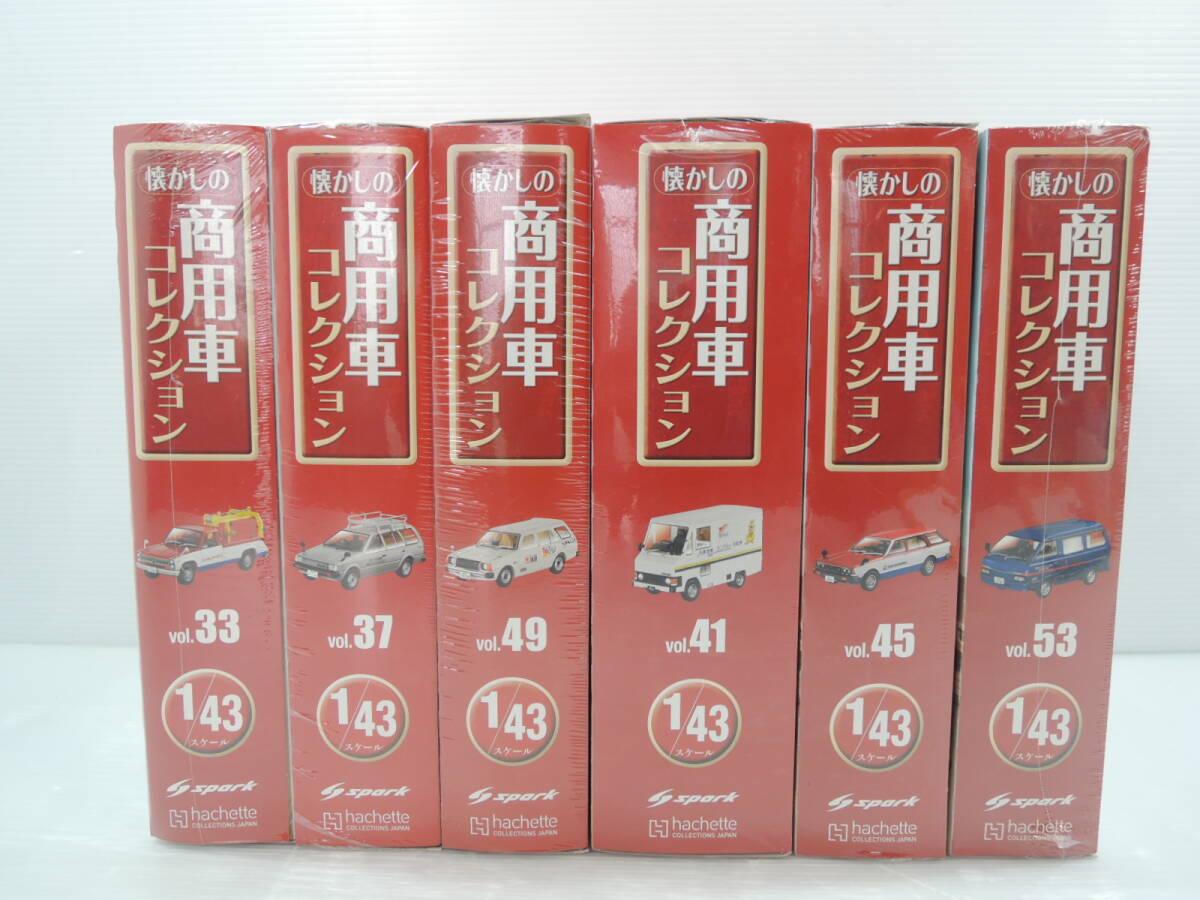 懐かしの
商用車
コレクション
vol.33
1/43
スケール
spark
hachette
COLLECTIONS JAPAN
懐かしの
商用車
コレクション
vol.37
1/43
スケール
spark
hachette
COLLECTIONS JAPAN
懐かしの
商用車
コレクション
vol.49
1/43
スケール
spark
hachette
COLLECTIONS JAPAN
懐かしの
商用車
コレクション
vol.41
1/43
スケール
spark
hachette
COLLECTIONS JAPAN
懐かしの
商用車
コレクション
vol.45
1/43
スケール
spark
hachette
COLLECTIONS JAPAN
懐かしの
商用車
コレクション
vol.53
1/43
スケール
spark
hachette
COLLECTIONS JAPAN